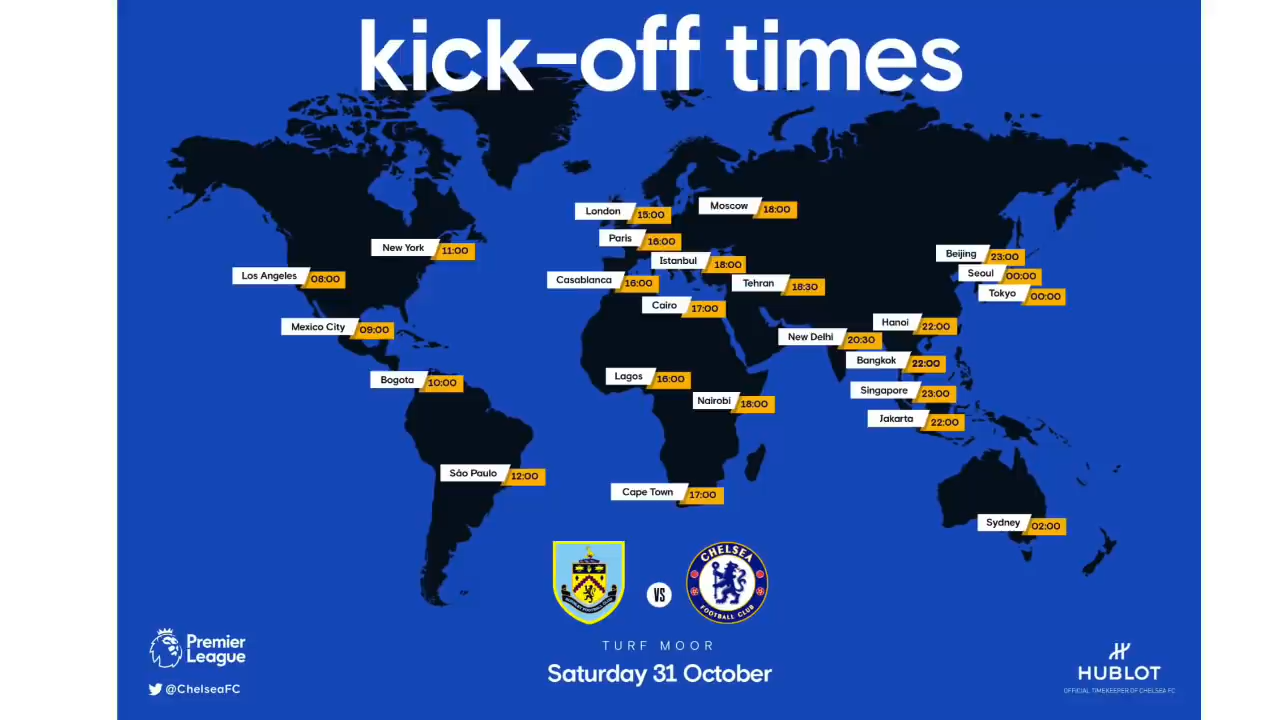 kick-off times
London 15:00
Moscow 18:00
Paris 16:00
New York 11:00
Istanbul 18:00
Beijing 23:00
Los Angeles 08:00
Casablanca 16:00
Tehran 18:30
Seoul 00:00
Tokyo 00:00
Cairo 17:00
Mexico City 09:00
Hanoi 22:00
New Delhi 20:30
Bangkok 22:00
Bogota 10:00
Lagos 16:00
Singapore 23:00
Nairobi 18:00
Jakarta 22:00
São Paulo 12:00
Cape Town 17:00
Sydney 02:00
CHELSEA
FOOTBALL CLUB
VS
TURF MOOR
Saturday 31 October
Premier
League
@ChelseaFC
HUBLOT
OFFICIAL TIMEKEEPER OF CHELSEA FC